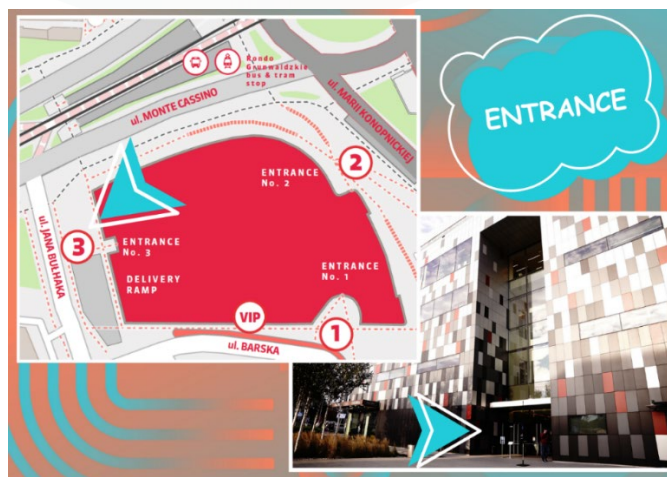 Rondo
Grunwaldzkie
bus & tram
stop
ul. MONTE CASSINO
ul. MARII KONOPNICKIEJ
ENTRANCE
2
ENTRANCE
No. 2
ul. JANA BUŁHAKA
3
ENTRANCE
No. 3
DELIVERY
RAMP
ENTRANCE
No. 1
VIP
1
ul. BARSKA